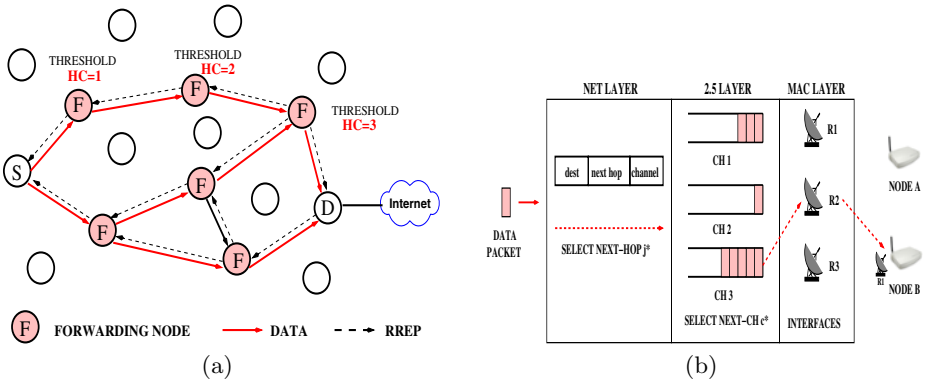 THRESHOLD
HC=1
THRESHOLD
HC=2
THRESHOLD
HC=3
F
F
F
S
F
F
F
D
Internet
F FORWARDING NODE
DATA
RREP
(a)
NET LAYER
2.5 LAYER
MAC LAYER
dest
next hop
channel
DATA
PACKET
SELECT NEXT-HOP j*
CH 1
CH 2
CH 3
SELECT NEXT-CH c*
R1
R2
R3
INTERFACES
NODE A
R1
NODE B
(b)